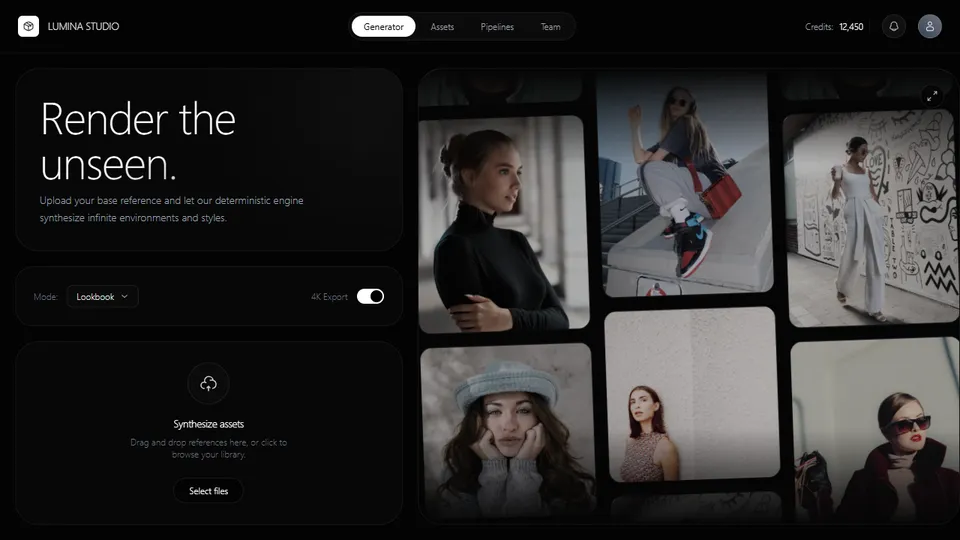 LUMINA STUDIO
Generator
Assets
Pipelines
Team
Credits: 12,450
Render the
unseen.
Upload your base reference and let our deterministic engine
synthesize infinite environments and styles.
Mode:
Lookbook
4K Export
Synthesize assets
Drag and drop references here, or click to
browse your library.
Select files
LOVE